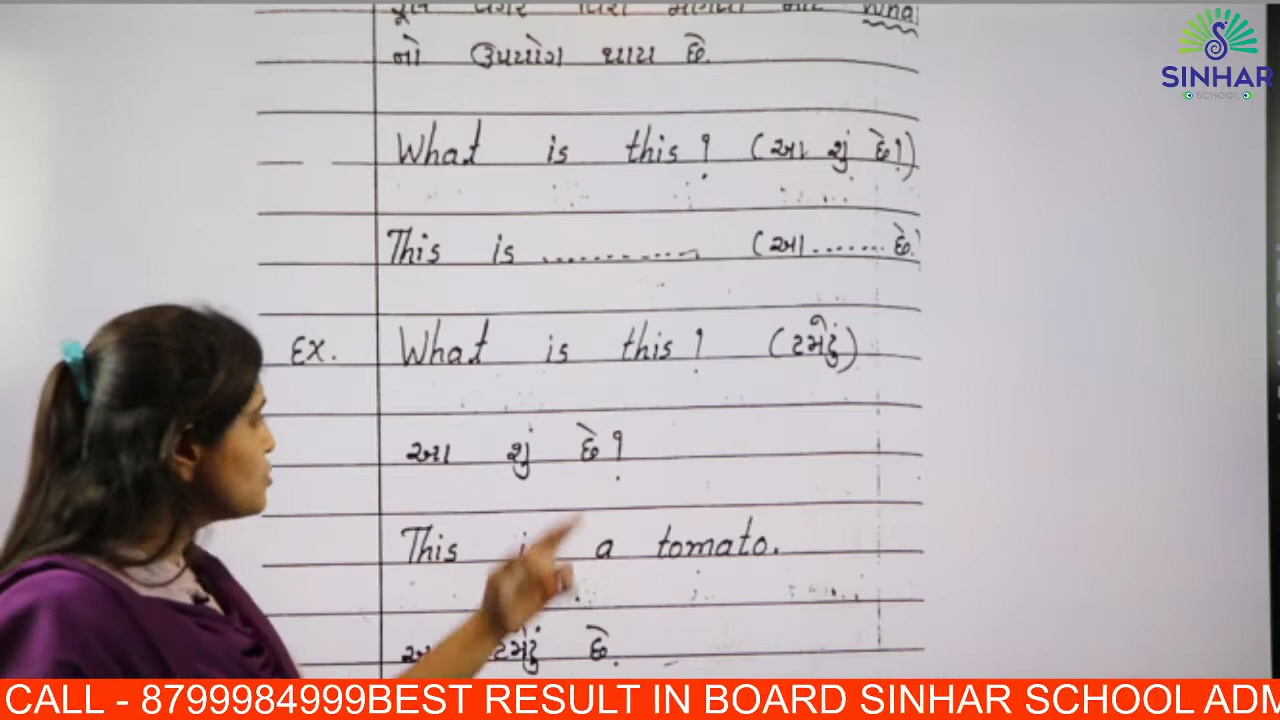 નો ઉપયોગ થાય છે.
What is this? (આ શું છે?)
This is ............ (આ ....... છે.)
Ex. What is this? (ટમેટું)
આ શું છે?
This is a tomato.
આ ટમેટું છે.
SINHAR
SCHOOL
CALL - 8799984999BEST RESULT IN BOARD SINHAR SCHOOL ADM